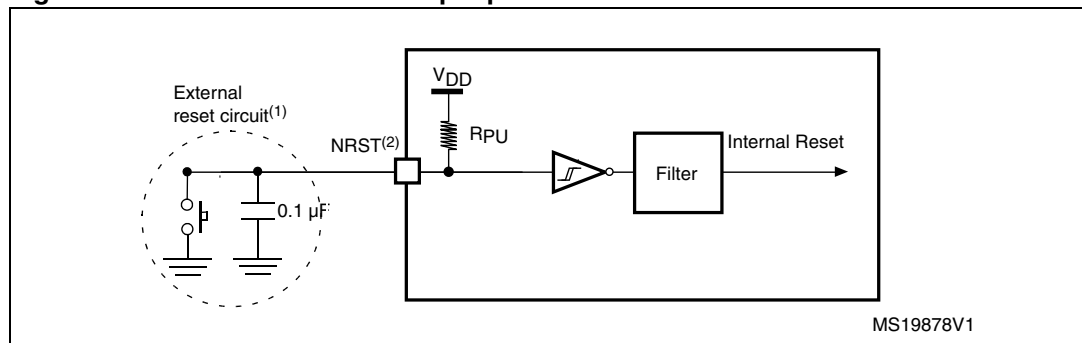 VDD
External
reset circuit(1)
RPU
NRST(2)
Internal Reset
Filter
0.1 µF
MS19878V1